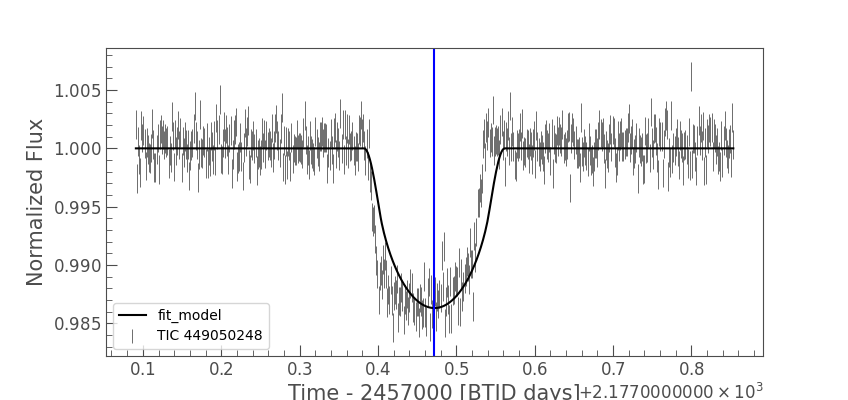 Normalized Flux
1.005
1.000
0.995
0.990
0.985
fit_model
TIC 449050248
0.1 0.2 0.3 0.4 0.5 0.6 0.7 0.8
Time - 2457000 [BTJD days] +2.1770000000 × 10³